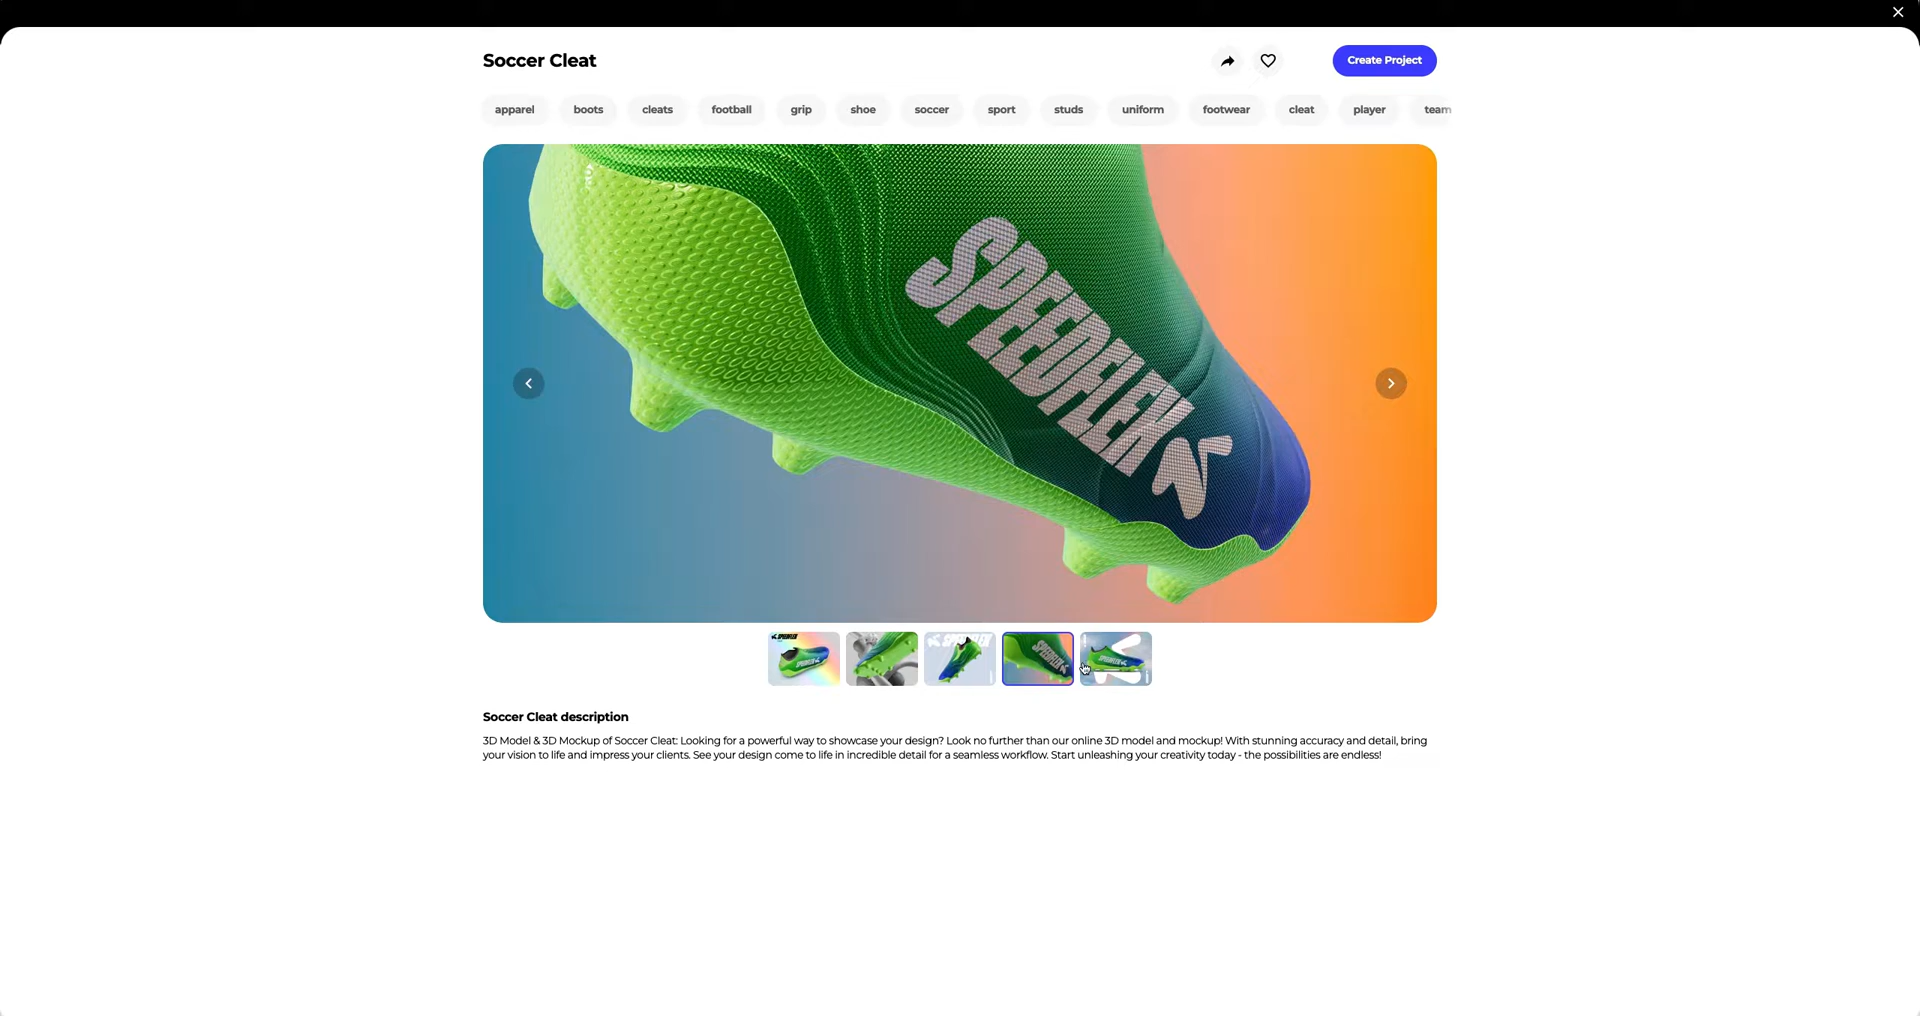 Soccer Cleat
Create Project
apparel boots cleats football grip shoe soccer sport studs uniform footwear cleat player team
SPEEDFLEX
SPEEDFLEX
SPEEDFLEX
Soccer Cleat description
3D Model & 3D Mockup of Soccer Cleat: Looking for a powerful way to showcase your design? Look no further than our online 3D model and mockup! With stunning accuracy and detail, bring
your vision to life and impress your clients. See your design come to life in incredible detail for a seamless workflow. Start unleashing your creativity today - the possibilities are endless!